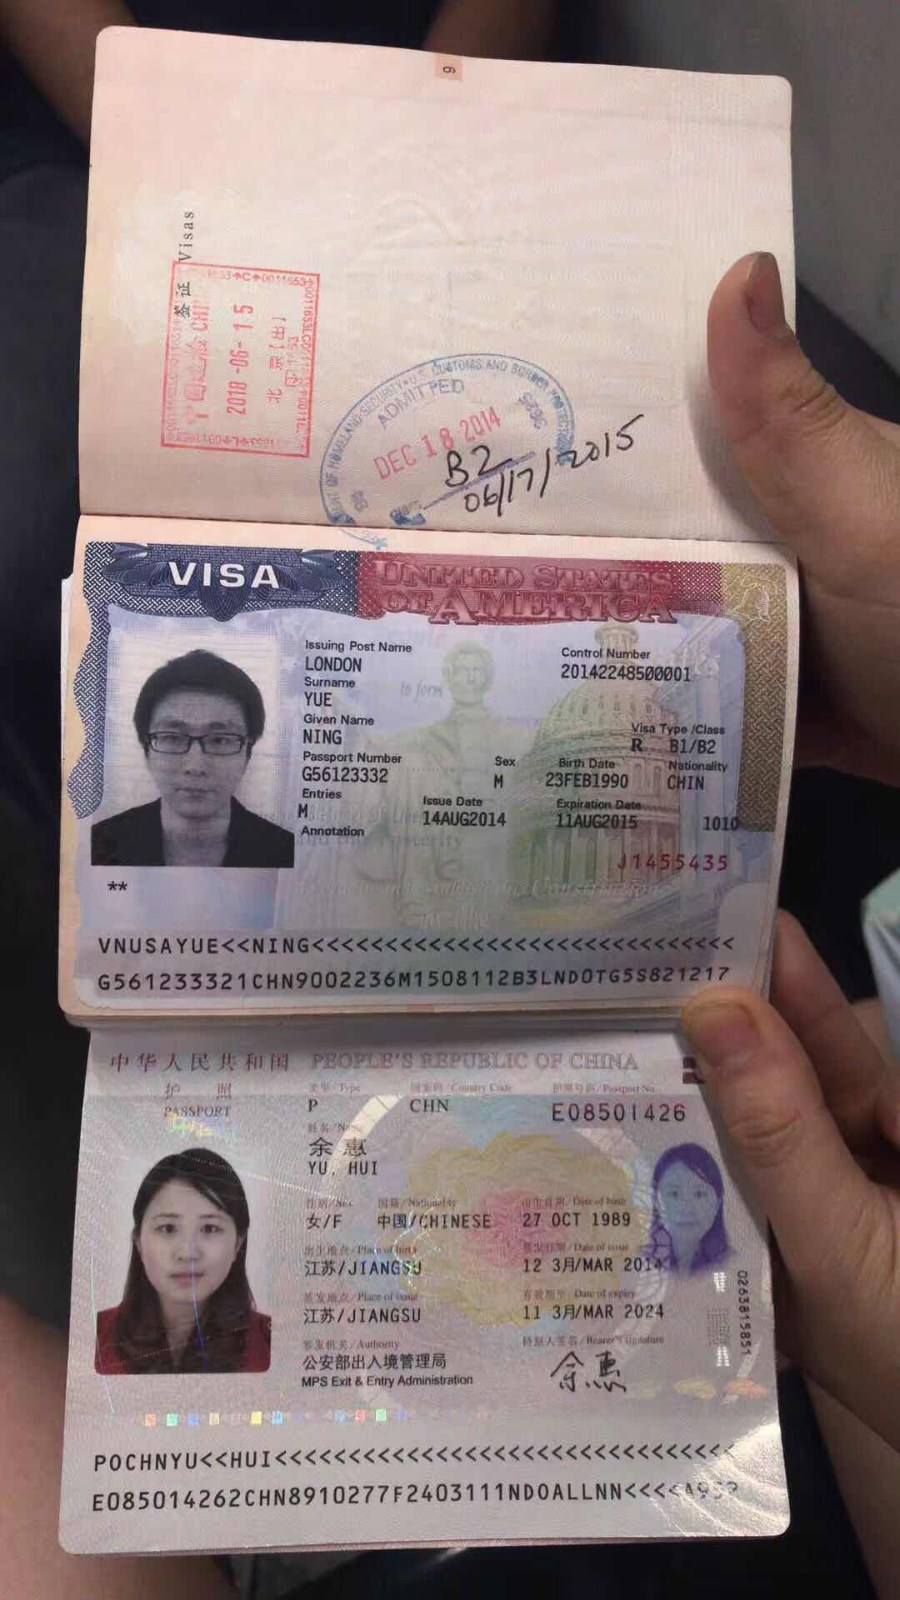 9
签证 Visas
中国边检 CHI
2018-06-15
北京(出)
DEPARTMENT OF HOMELAND SECURITY • U.S. CUSTOMS AND BORDER PROTECTION
ADMITTED
DEC 18 2014
B2
06/17/2015
VISA
UNITED STATES OF AMERICA
Issuing Post Name
LONDON
Control Number
20142248500001
Surname
YUE
Given Name
NING
Visa Type /Class
R B1/B2
Passport Number
G56123332
Sex
M
Birth Date
23FEB1990
Nationality
CHIN
Entries
M
Issue Date
14AUG2014
Expiration Date
11AUG2015
1010
Annotation
J1455435
**
VNUSAYUE<<NING<<<<<<<<<<<<<<<<<<<<<<<<<<<<<<
G561233321CHN9002236M1508112B3LND0TG5S821217
中华人民共和国 PEOPLE'S REPUBLIC OF CHINA
护照
PASSPORT
类型/Type
P
国家码/Country Code
CHN
护照号码/Passport No.
E08501426
姓名/Name
余惠
YU, HUI
性别/Sex
女/F
国籍/Nationality
中国/CHINESE
出生日期/Date of birth
27 OCT 1989
出生地点/Place of birth
江苏/JIANGSU
签发日期/Date of issue
12 3月/MAR 2014
签发地点/Place of issue
江苏/JIANGSU
有效期至/Date of expiry
11 3月/MAR 2024
签发机关/Authority
公安部出入境管理局
MPS Exit & Entry Administration
持照人签名/Bearer's signature
余惠
0263815851
POCHNYU<<HUI<<<<<<<<<<<<<<<<<<<<<<<<<<<<<<<<
E085014262CHN8910277F2403111NDOALLNN<<<<A95